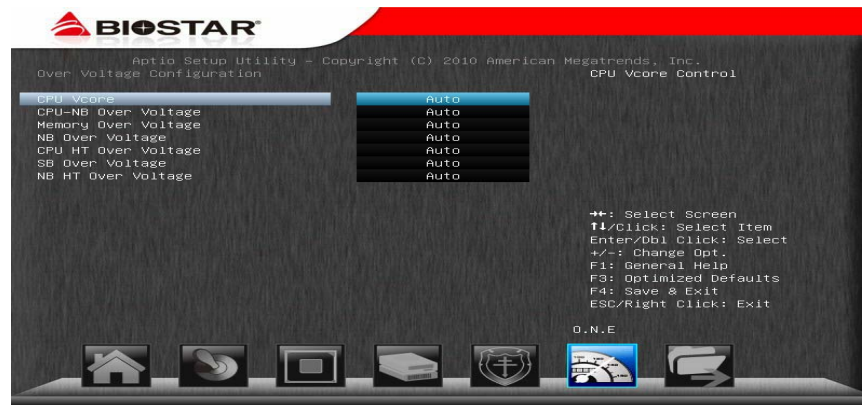 BIOSTAR®
Aptio Setup Utility - Copyright (C) 2010 American Megatrends, Inc.
Over Voltage Configuration
CPU Vcore Control
CPU Vcore Auto
CPU-NB Over Voltage Auto
Memory Over Voltage Auto
NB Over Voltage Auto
CPU HT Over Voltage Auto
SB Over Voltage Auto
NB HT Over Voltage Auto
→←: Select Screen
↑↓/Click: Select Item
Enter/Dbl Click: Select
+/-: Change Opt.
F1: General Help
F3: Optimized Defaults
F4: Save & Exit
ESC/Right Click: Exit
O.N.E